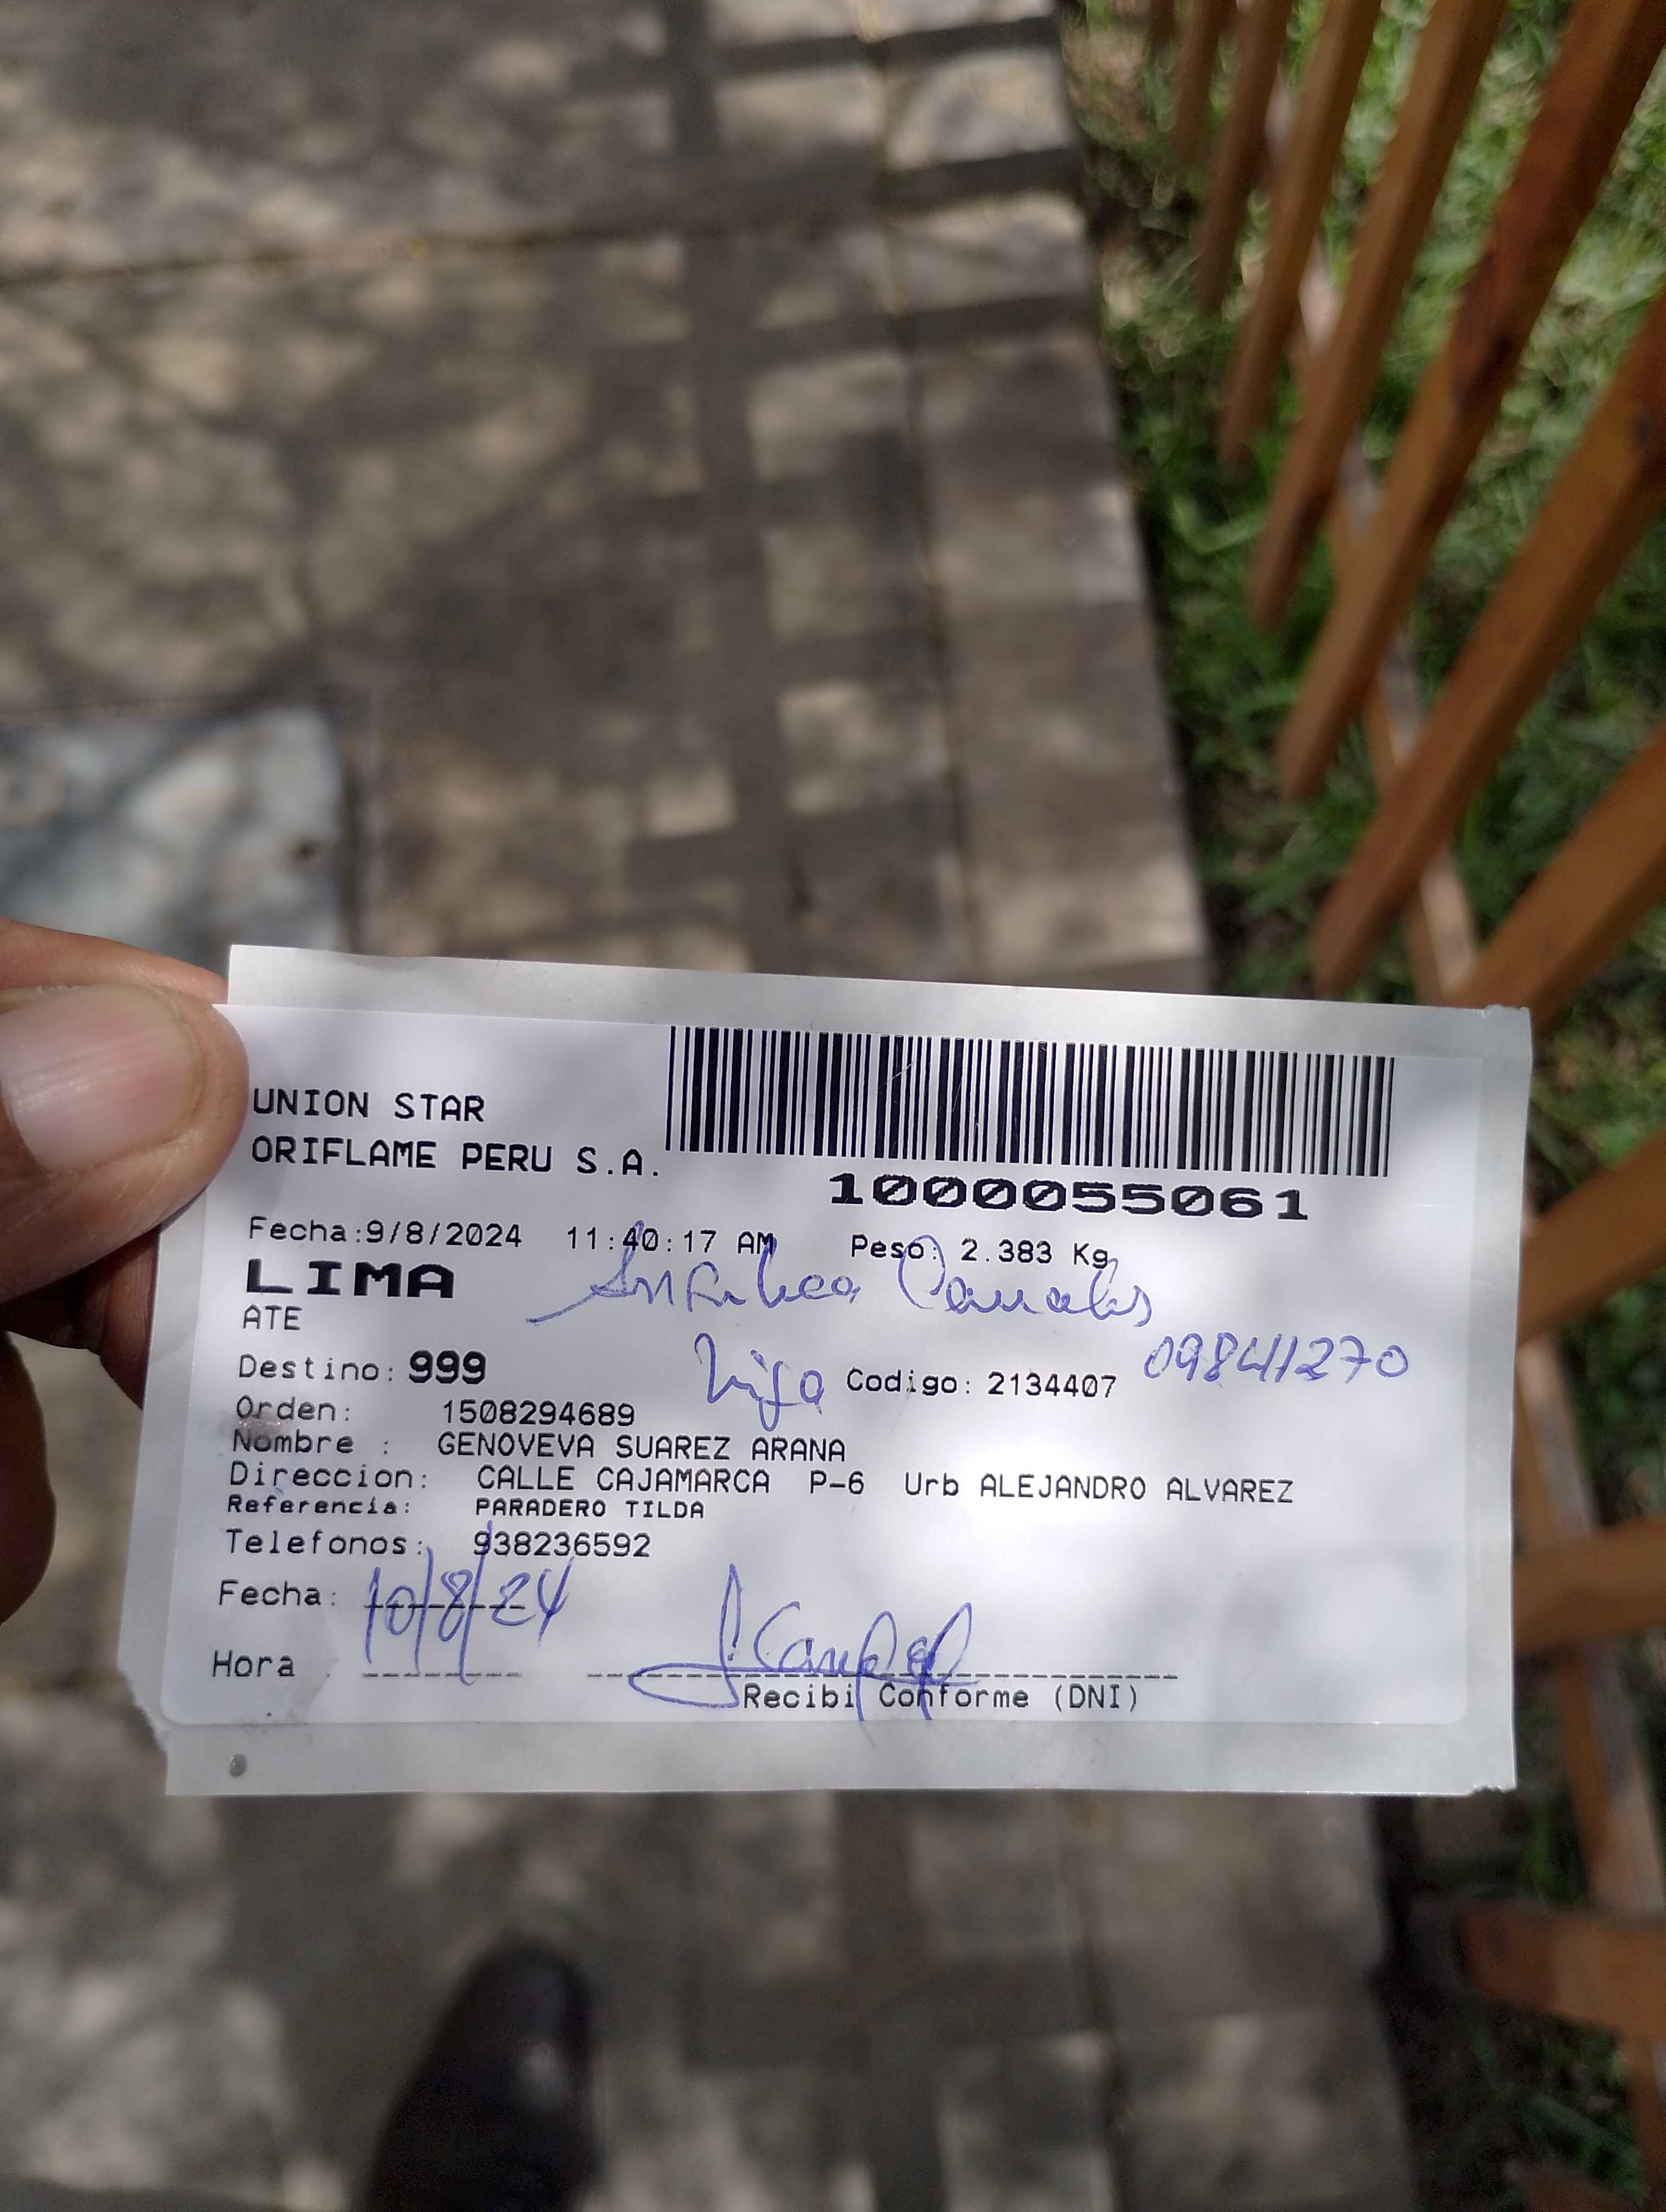 UNION STAR
ORIFLAME PERU S.A.
1000055061
Fecha:9/8/2024 11:40:17 AM Peso: 2.383 Kg
LIMA
ATE
09841270
Destino: 999 Hija Codigo: 2134407
Orden: 1508294689
Nombre : GENOVEVA SUAREZ ARANA
Direccion: CALLE CAJAMARCA P-6 Urb ALEJANDRO ALVAREZ
Referencia: PARADERO TILDA
Telefonos: 938236592
Fecha: 10/8/24
Hora
Recibi Conforme (DNI)